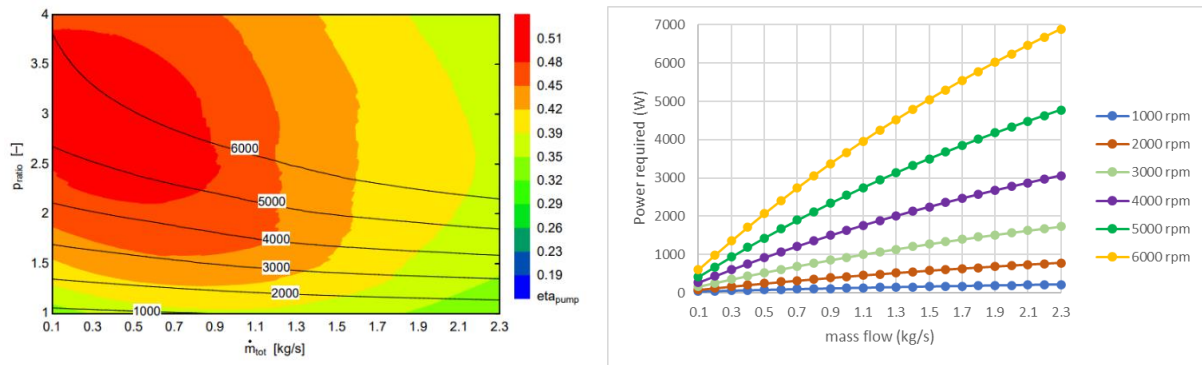 4
3.5
3
2.5
2
1.5
1
p_ratio [–]
6000
5000
4000
3000
2000
1000
0.1 0.3 0.5 0.7 0.9 1.1 1.3 1.5 1.7 1.9 2.1 2.3
ṁ_tot [kg/s]
0.51
0.48
0.45
0.42
0.39
0.35
0.32
0.29
0.26
0.23
0.19
eta_pump
7000
6000
5000
4000
3000
2000
1000
0
Power required (W)
0.1 0.3 0.5 0.7 0.9 1.1 1.3 1.5 1.7 1.9 2.1 2.3
mass flow (kg/s)
1000 rpm
2000 rpm
3000 rpm
4000 rpm
5000 rpm
6000 rpm